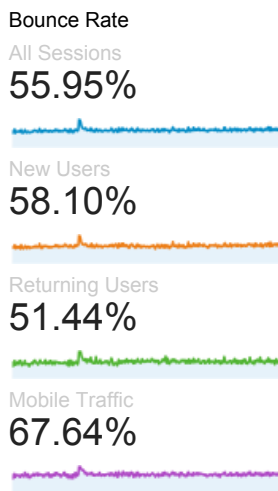 Bounce Rate
All Sessions
55.95%
New Users
58.10%
Returning Users
51.44%
Mobile Traffic
67.64%